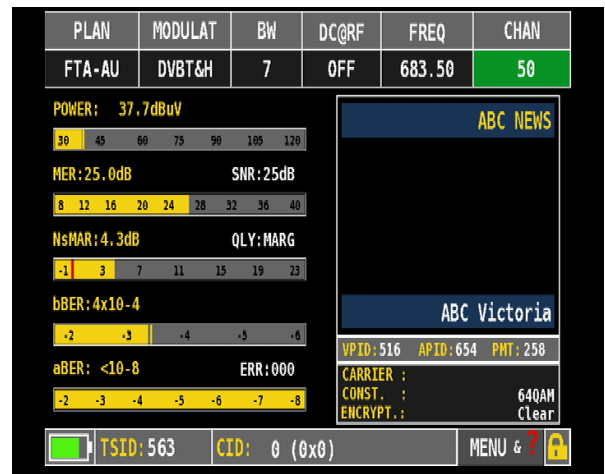 PLAN MODULAT BW DC@RF FREQ CHAN
FTA-AU DVBT&H 7 OFF 683.50 50
POWER: 37.7dBuV
30 45 60 75 90 105 120
MER:25.0dB SNR:25dB
8 12 16 20 24 28 32 36 40
NsMAR:4.3dB QLY:MARG
-1 3 7 11 15 19 23
bBER:4x10-4
-2 -3 -4 -5 -6
aBER: <10-8 ERR:000
-2 -3 -4 -5 -6 -7 -8
ABC NEWS
ABC Victoria
VPID:516 APID:654 PMT:258
CARRIER :
CONST. : 64QAM
ENCRYPT.: Clear
TSID:563 CID: 0 (0x0) MENU & ?